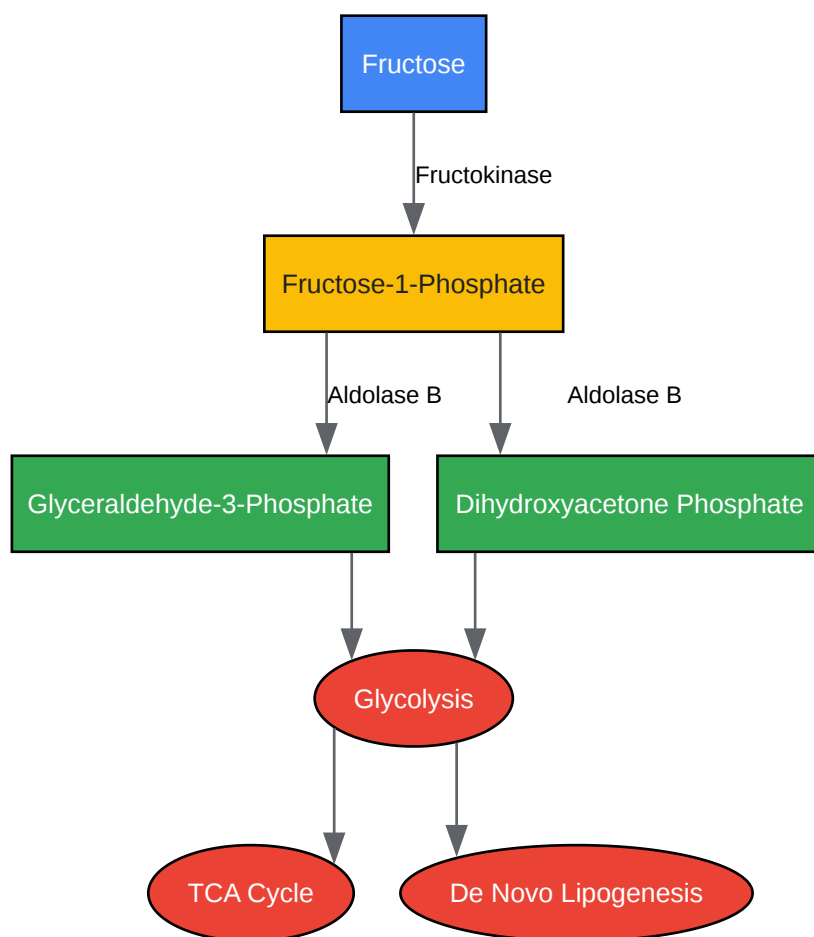 Fructose
Fructokinase
Fructose-1-Phosphate
Aldolase B
Aldolase B
Glyceraldehyde-3-Phosphate
Dihydroxyacetone Phosphate
Glycolysis
TCA Cycle
De Novo Lipogenesis